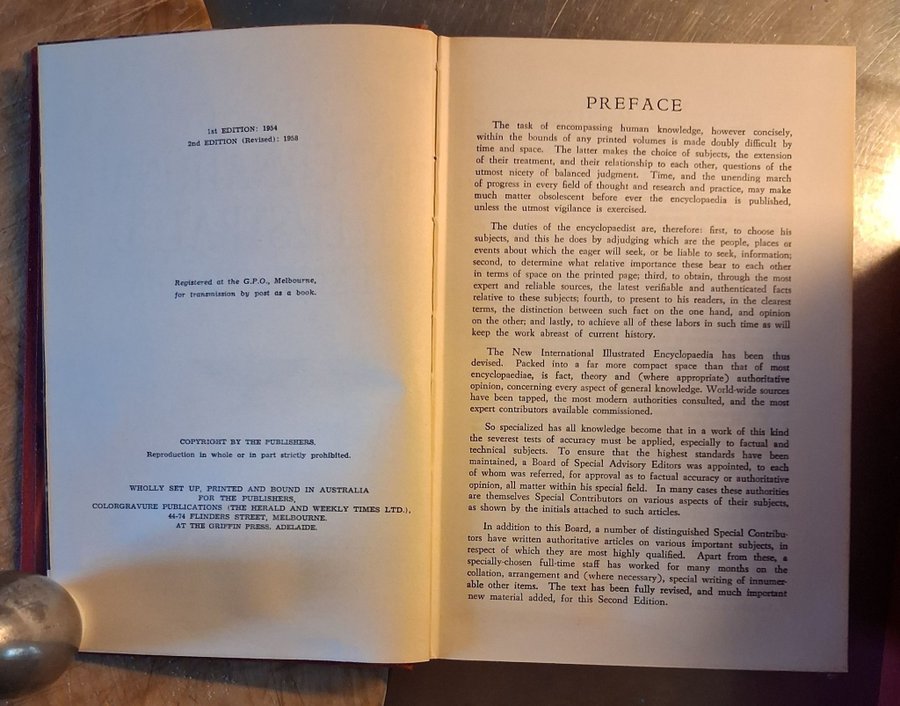 1st EDITION: 1954
2nd EDITION (Revised): 1958
Registered at the G.P.O., Melbourne,
for transmission by post as a book.
COPYRIGHT BY THE PUBLISHERS.
Reproduction in whole or in part strictly prohibited.
WHOLLY SET UP, PRINTED AND BOUND IN AUSTRALIA
FOR THE PUBLISHERS,
COLORGRAVURE PUBLICATIONS (THE HERALD AND WEEKLY TIMES LTD.),
44-74 FLINDERS STREET, MELBOURNE.
AT THE GRIFFIN PRESS, ADELAIDE.
PREFACE
The task of encompassing human knowledge, however concisely,
within the bounds of any printed volumes is made doubly difficult by
time and space. The latter makes the choice of subjects, the extension
of their treatment, and their relationship to each other, questions of the
utmost nicety of balanced judgment. Time, and the unending march
of progress in every field of thought and research and practice, may make
much matter obsolescent before ever the encyclopaedia is published,
unless the utmost vigilance is exercised.
The duties of the encyclopaedist are, therefore: first, to choose his
subjects, and this he does by adjudging which are the people, places or
events about which the eager will seek, or be liable to seek, information;
second, to determine what relative importance these bear to each other
in terms of space on the printed page; third, to obtain, through the most
expert and reliable sources, the latest verifiable and authenticated facts
relative to these subjects; fourth, to present to his readers, in the clearest
terms, the distinction between such fact on the one hand, and opinion
on the other; and lastly, to achieve all of these labors in such time as will
keep the work abreast of current history.
The New International Illustrated Encyclopaedia has been thus
devised. Packed into a far more compact space than that of most
encyclopaediae, is fact, theory and (where appropriate) authoritative
opinion, concerning every aspect of general knowledge. World-wide sources
have been tapped, the most modern authorities consulted, and the most
expert contributors available commissioned.
So specialized has all knowledge become that in a work of this kind
the severest tests of accuracy must be applied, especially to factual and
technical subjects. To ensure that the highest standards have been
maintained, a Board of Special Advisory Editors was appointed, to each
of whom was referred, for approval as to factual accuracy or authoritative
opinion, all matter within his special field. In many cases these authorities
are themselves Special Contributors on various aspects of their subjects,
as shown by the initials attached to such articles.
In addition to this Board, a number of distinguished Special Contribu-
tors have written authoritative articles on various important subjects, in
respect of which they are most highly qualified. Apart from these, a
specially-chosen full-time staff has worked for many months on the
collation, arrangement and (where necessary), special writing of innumer-
able other items. The text has been fully revised, and much important
new material added, for this Second Edition.